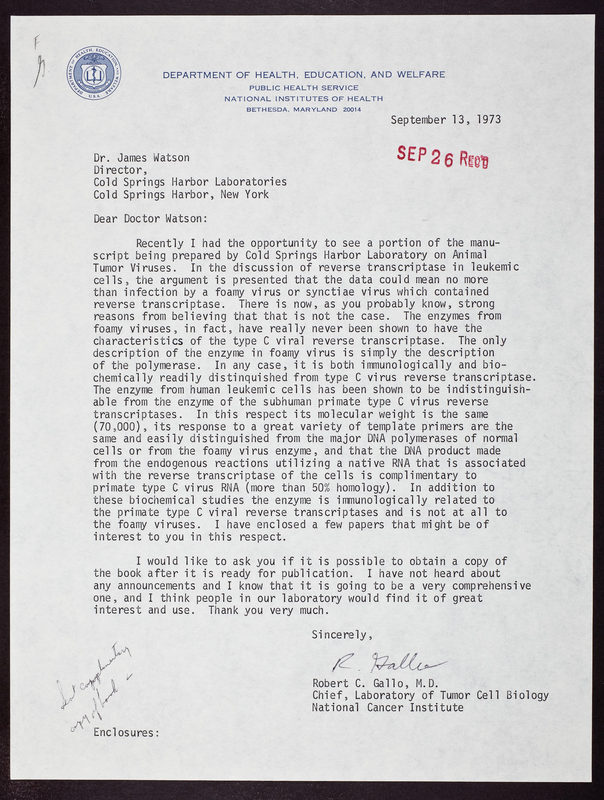 F
DEPARTMENT OF HEALTH, EDUCATION, AND WELFARE
PUBLIC HEALTH SERVICE
NATIONAL INSTITUTES OF HEALTH
BETHESDA, MARYLAND 20014
DEPARTMENT OF HEALTH, EDUCATION, AND WELFARE
U.S.A
September 13, 1973
SEP 26 REC'D
Dr. James Watson
Director,
Cold Springs Harbor Laboratories
Cold Springs Harbor, New York
Dear Doctor Watson:
Recently I had the opportunity to see a portion of the manu-
script being prepared by Cold Springs Harbor Laboratory on Animal
Tumor Viruses. In the discussion of reverse transcriptase in leukemic
cells, the argument is presented that the data could mean no more
than infection by a foamy virus or synctiae virus which contained
reverse transcriptase. There is now, as you probably know, strong
reasons from believing that that is not the case. The enzymes from
foamy viruses, in fact, have really never been shown to have the
characteristics of the type C viral reverse transcriptase. The only
description of the enzyme in foamy virus is simply the description
of the polymerase. In any case, it is both immunologically and bio-
chemically readily distinquished from type C virus reverse transcriptase.
The enzyme from human leukemic cells has been shown to be indistinguish-
able from the enzyme of the subhuman primate type C virus reverse
transcriptases. In this respect its molecular weight is the same
(70,000), its response to a great variety of template primers are the
same and easily distinguished from the major DNA polymerases of normal
cells or from the foamy virus enzyme, and that the DNA product made
from the endogenous reactions utilizing a native RNA that is associated
with the reverse transcriptase of the cells is complimentary to
primate type C virus RNA (more than 50% homology). In addition to
these biochemical studies the enzyme is immunologically related to
the primate type C viral reverse transcriptases and is not at all to
the foamy viruses. I have enclosed a few papers that might be of
interest to you in this respect.
I would like to ask you if it is possible to obtain a copy of
the book after it is ready for publication. I have not heard about
any announcements and I know that it is going to be a very comprehensive
one, and I think people in our laboratory would find it of great
interest and use. Thank you very much.
Sincerely,
R. Gallo
Robert C. Gallo, M.D.
Chief, Laboratory of Tumor Cell Biology
National Cancer Institute
Sent complimentary
copy of book -
Enclosures: